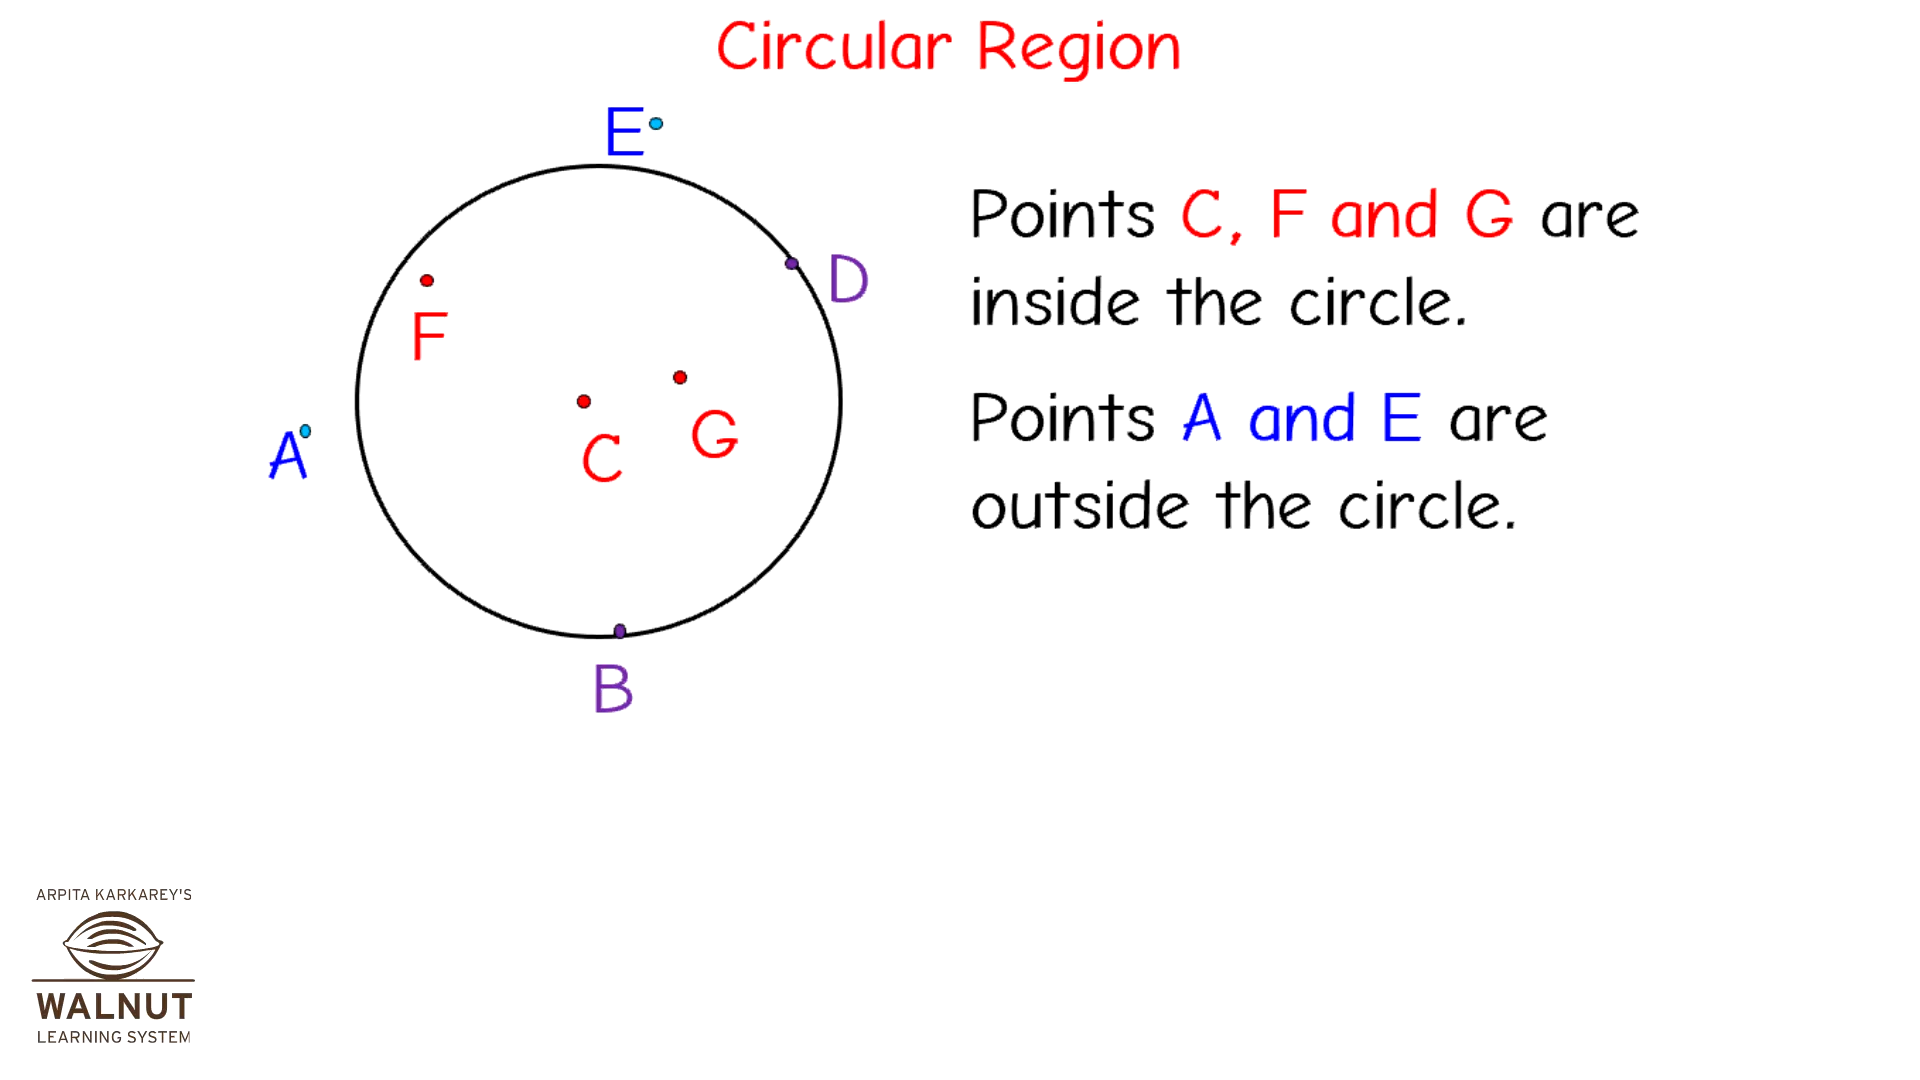 Circular Region
E
D
F
A
C
G
B
Points C, F and G are
inside the circle.
Points A and E are
outside the circle.
ARPITA KARKAREY'S
WALNUT
LEARNING SYSTEM